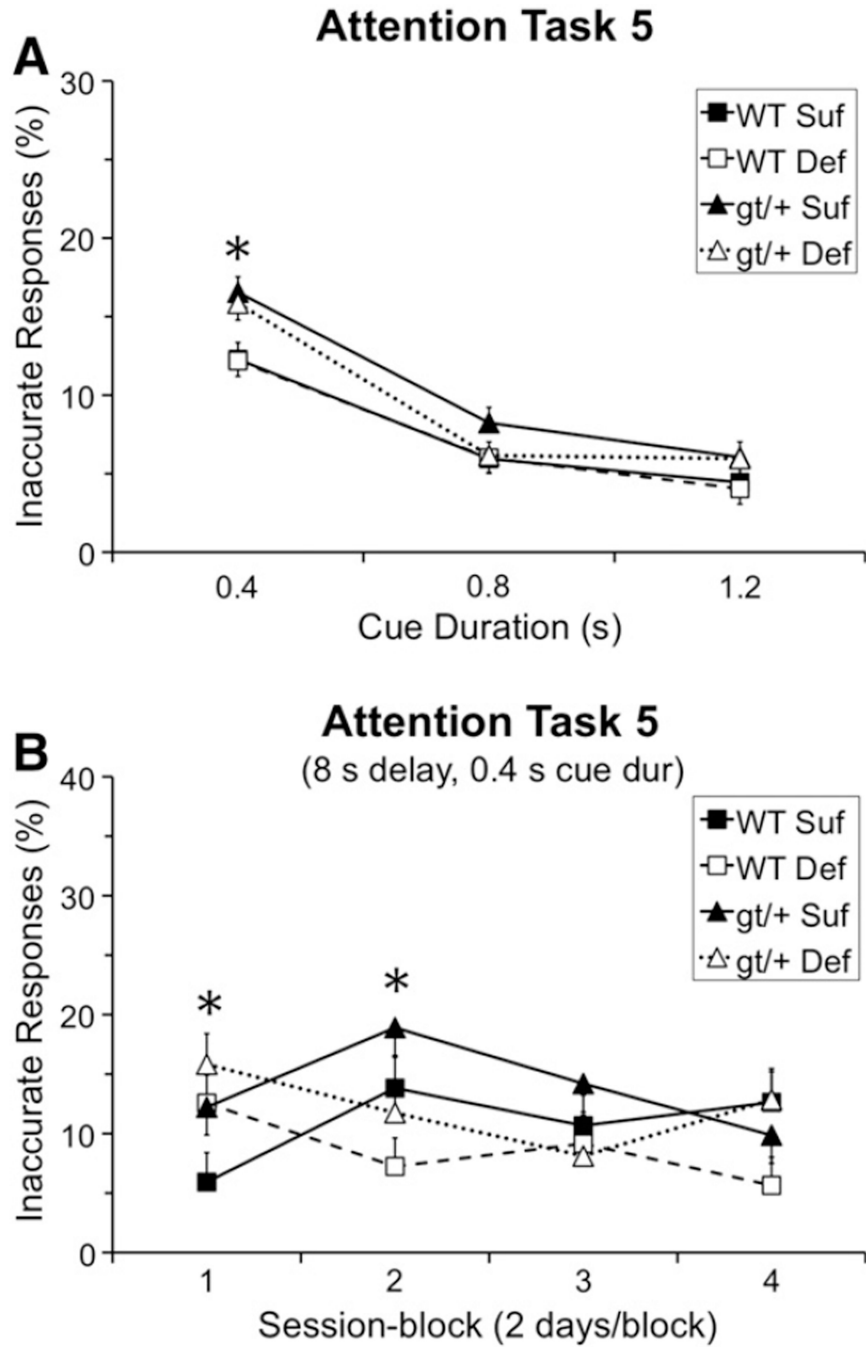 Attention Task 5
A
30
20
10
0
Inaccurate Responses (%)
WT Suf
WT Def
gt/+ Suf
gt/+ Def
*
0.4 0.8 1.2
Cue Duration (s)
Attention Task 5
B
(8 s delay, 0.4 s cue dur)
40
30
20
10
0
Inaccurate Responses (%)
WT Suf
WT Def
gt/+ Suf
gt/+ Def
* *
1 2 3 4
Session-block (2 days/block)